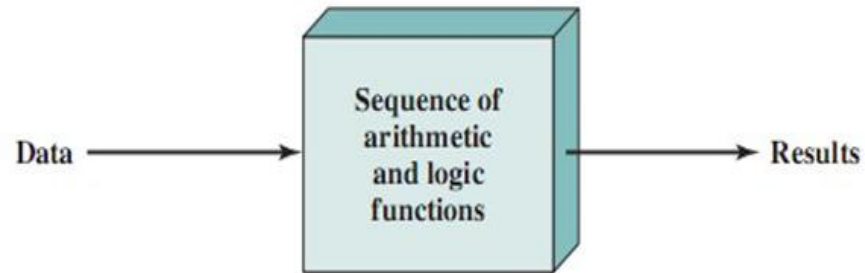 Data
Sequence of
arithmetic
and logic
functions
Results